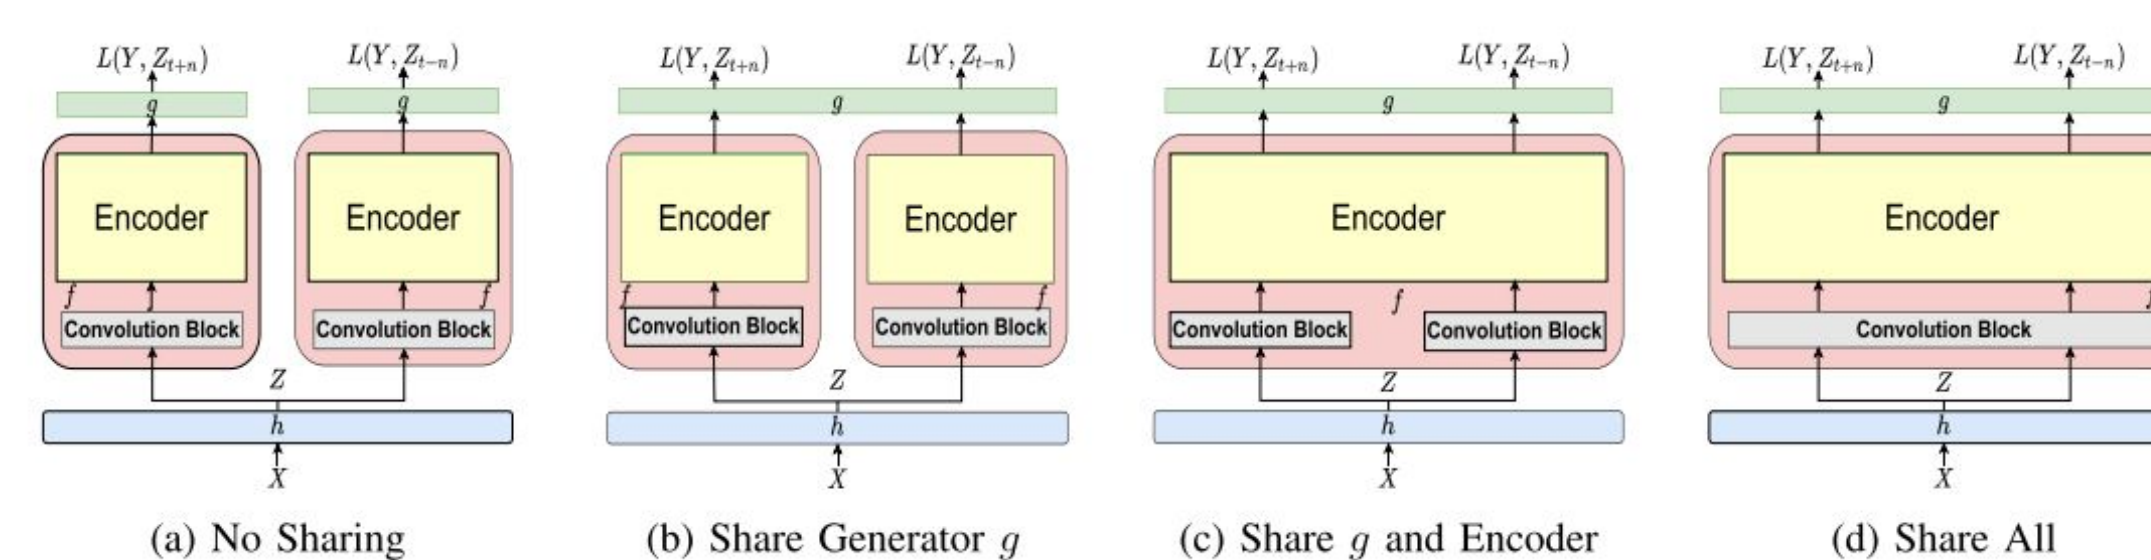 L(Y, Z_{t+n}) L(Y, Z_{t-n}) L(Y, Z_{t+n}) L(Y, Z_{t-n}) L(Y, Z_{t+n}) L(Y, Z_{t-n}) L(Y, Z_{t+n}) L(Y, Z_{t-n})
g g g g g
Encoder Encoder Encoder Encoder Encoder Encoder
f f f f f
Convolution Block Convolution Block Convolution Block Convolution Block Convolution Block Convolution Block Convolution Block
Z Z Z Z
h h h h
X X X X
(a) No Sharing (b) Share Generator g (c) Share g and Encoder (d) Share All